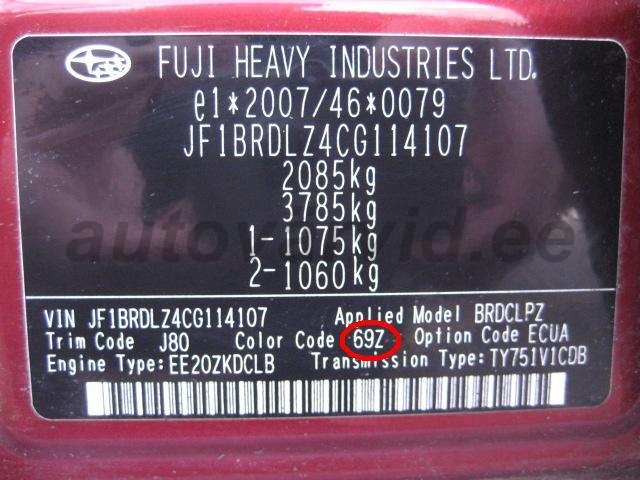 FUJI HEAVY INDUSTRIES LTD.
e1*2007/46*0079
JF1BRDLZ4CG114107
2085kg
3785kg
1-1075kg
2-1060kg
autovarvid.ee
VIN JF1BRDLZ4CG114107 Applied Model BRDCLPZ
Trim Code J80 Color Code 69Z Option Code ECUA
Engine Type:EE20ZKDCLB Transmission Type:TY751V1CDB